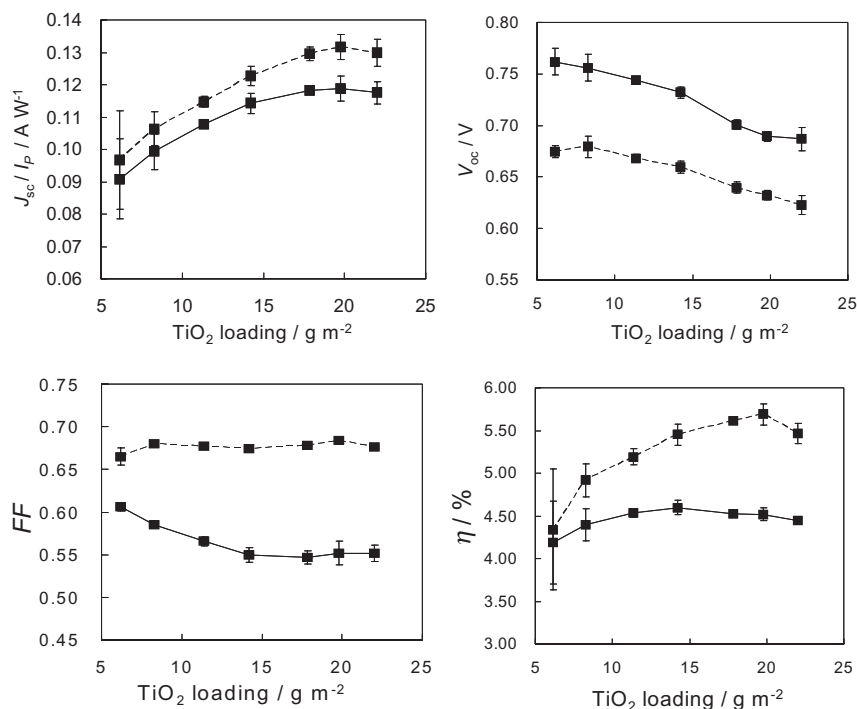 0.14
0.13
0.12
0.11
0.10
0.09
0.08
0.07
0.06
J_sc / I_P / A W⁻¹
5 10 15 20 25
TiO₂ loading / g m⁻²
0.80
0.75
0.70
0.65
0.60
0.55
V_oc / V
5 10 15 20 25
TiO₂ loading / g m⁻²
0.75
0.70
0.65
0.60
0.55
0.50
0.45
FF
5 10 15 20 25
TiO₂ loading / g m⁻²
6.00
5.50
5.00
4.50
4.00
3.50
3.00
η / %
5 10 15 20 25
TiO₂ loading / g m⁻²